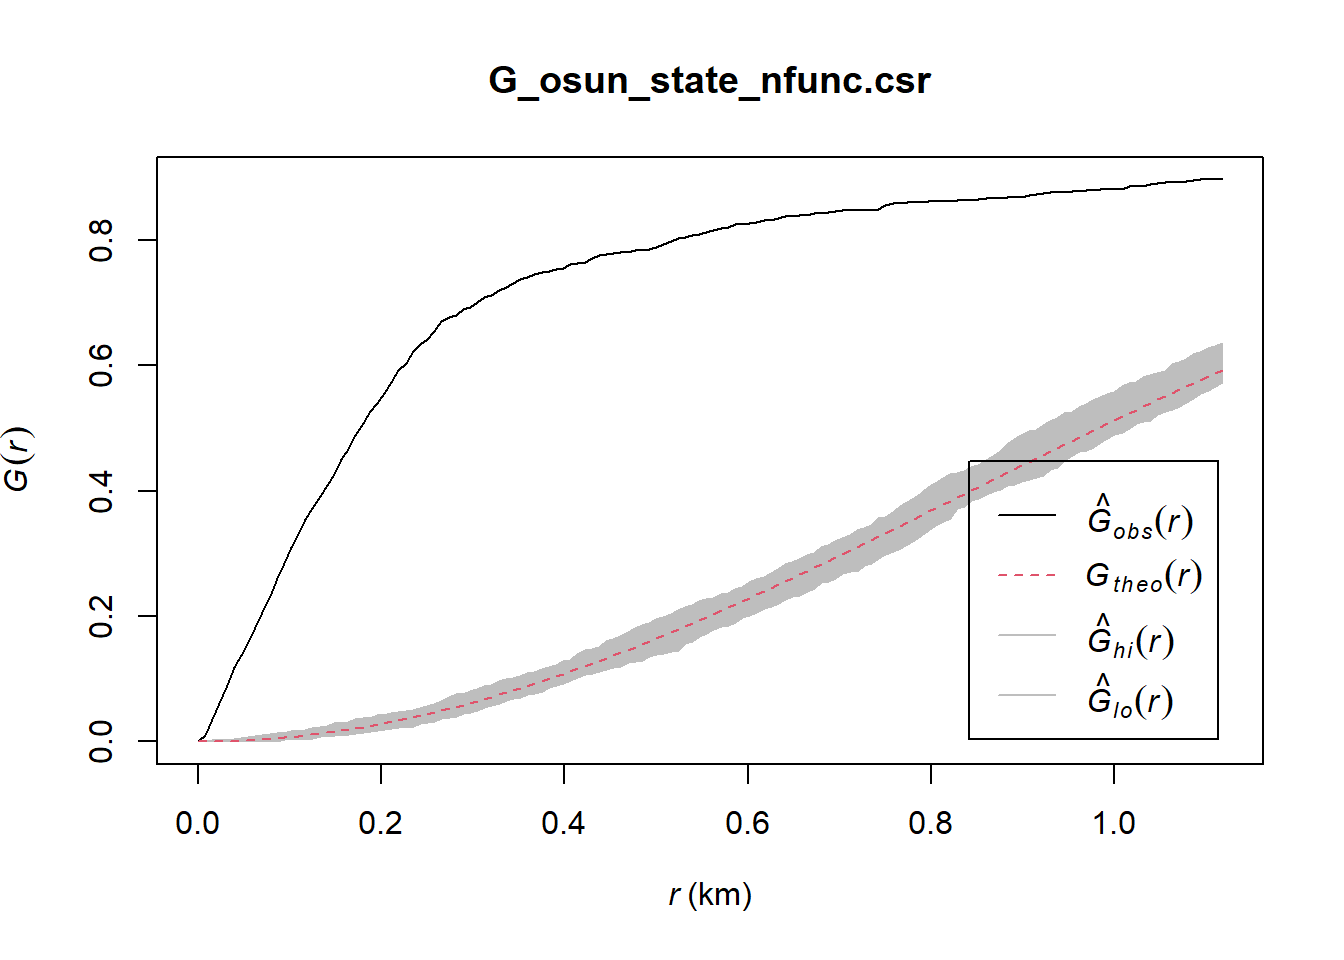 G_osun_state_nfunc.csr
G(r)
0.8
0.6
0.4
0.2
0.0
Ĝobs(r)
Gtheo(r)
Ĝhi(r)
Ĝlo(r)
0.0 0.2 0.4 0.6 0.8 1.0
r (km)